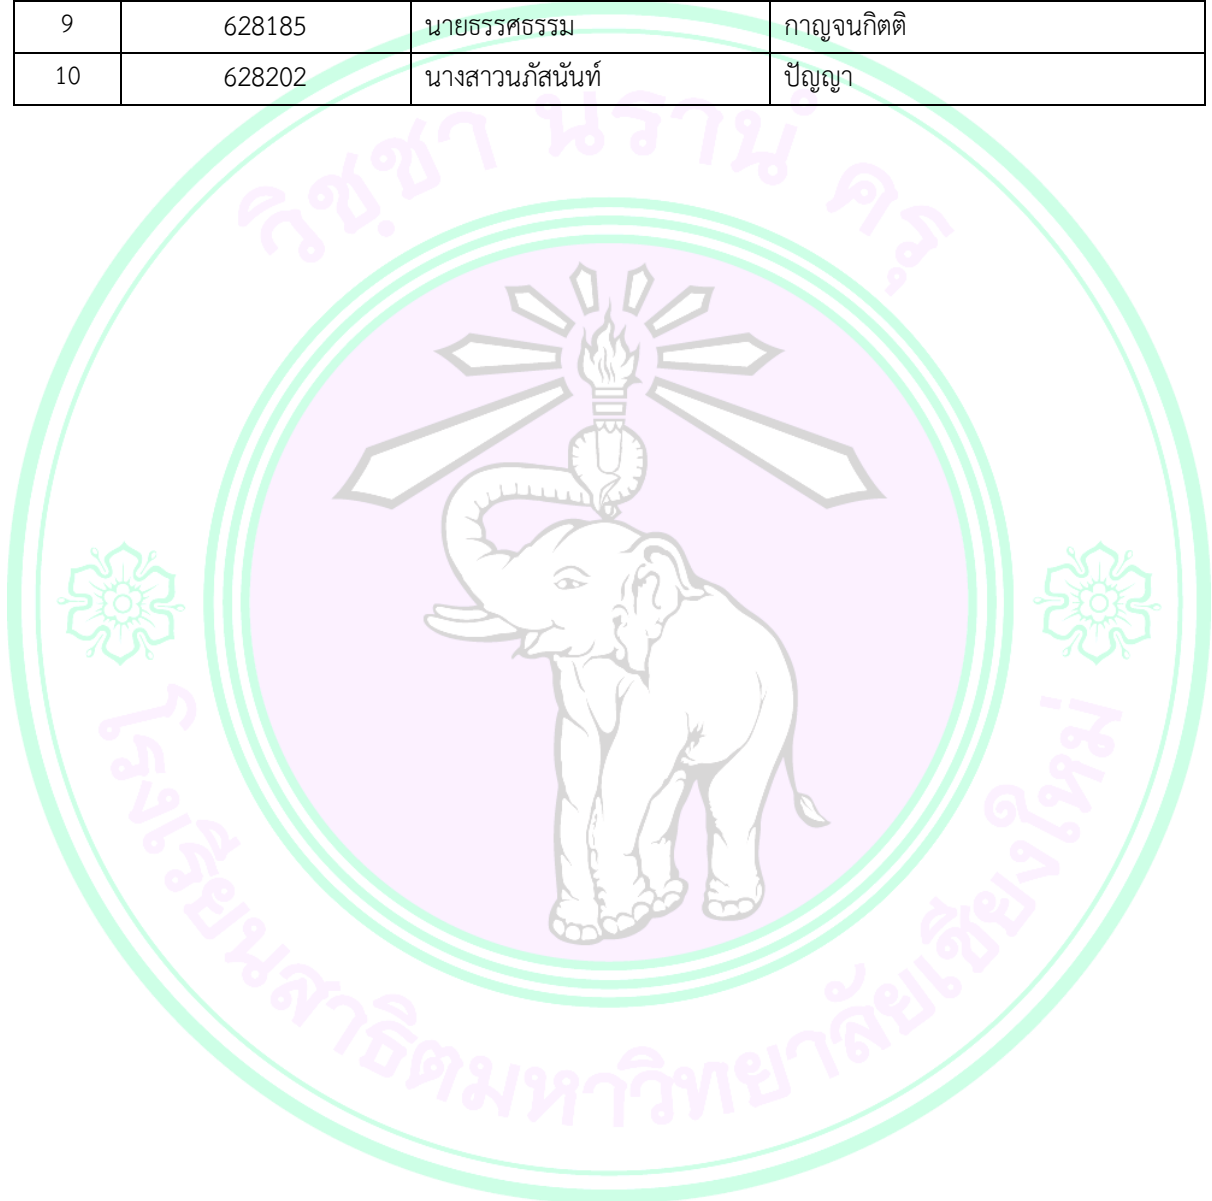 9 628185 นายธรรศธรรม กาญจนกิตติ
10 628202 นางสาวนภัสนันท์ ปัญญา
วิชฺชา นรานํ ครุ
โรงเรียนสาธิตมหาวิทยาลัยเชียงใหม่